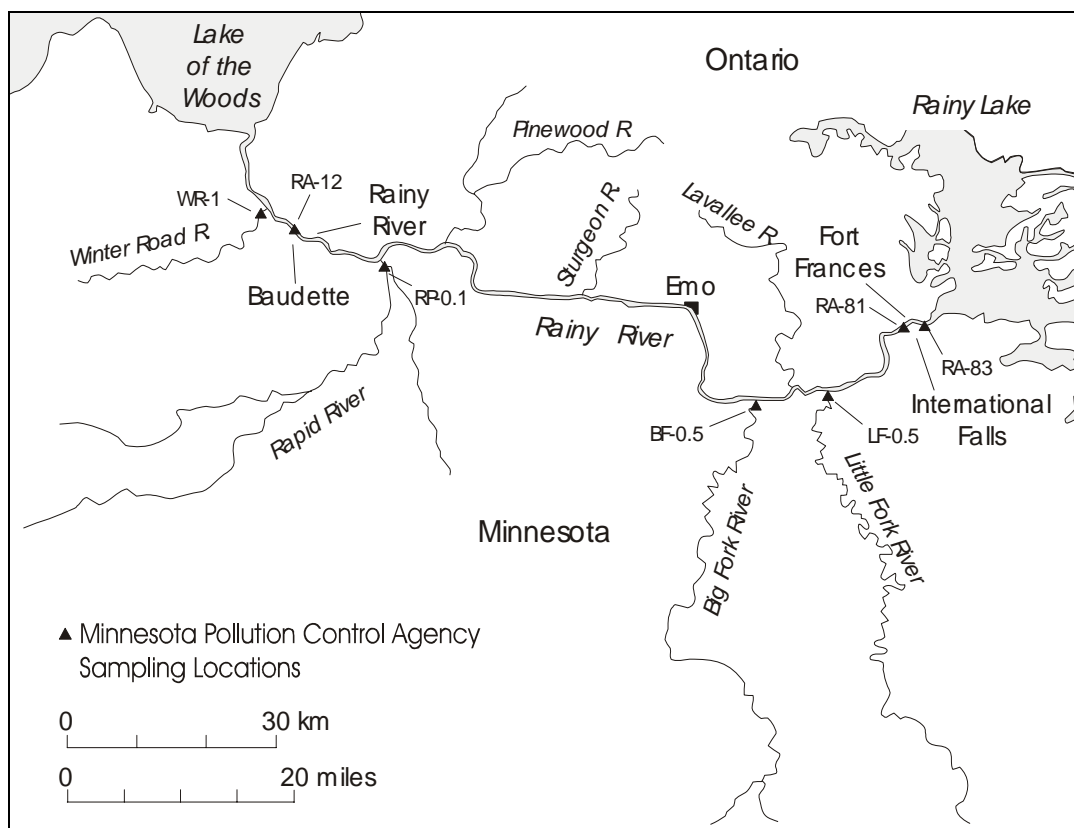 Lake
of the
Woods
Ontario
Rainy Lake
Pinewood R.
RA-12
Rainy
River
WR-1
Sturgeon R.
Lavallee R.
Winter Road R.
Fort
Frances
Baudette
RP-0.1
Emo
RA-81
Rainy River
RA-83
International
Falls
BF-0.5
LF-0.5
Rapid River
Little Fork River
Big Fork River
Minnesota
Minnesota Pollution Control Agency
Sampling Locations
0 30 km
0 20 miles